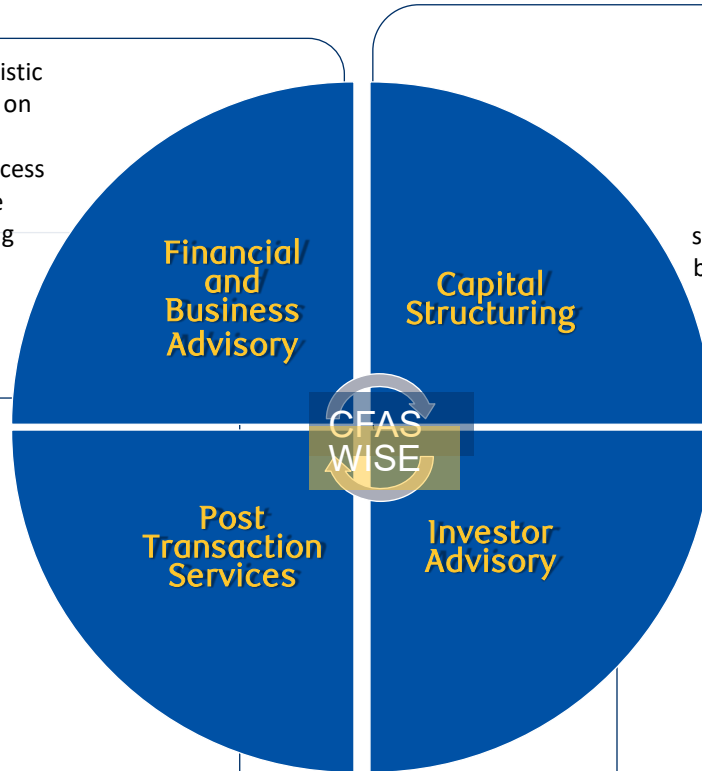 istic
on
cess
e
g
Financial
and
Business
Advisory
Capital
Structuring
s
b
CFAS
WISE
Post
Transaction
Services
Investor
Advisory